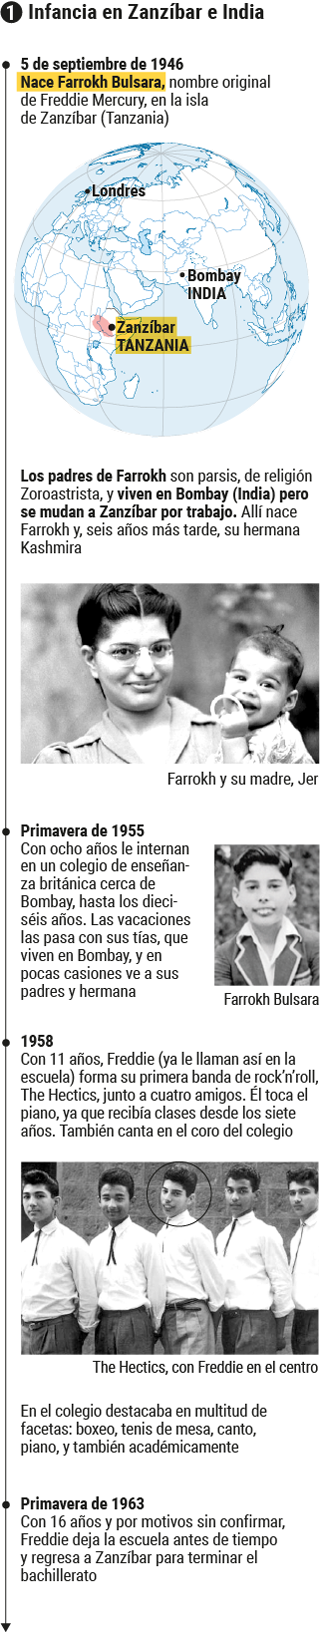 1 Infancia en Zanzíbar e India
5 de septiembre de 1946
Nace Farrokh Bulsara, nombre original
de Freddie Mercury, en la isla
de Zanzíbar (Tanzania)
Londres
Bombay
INDIA
Zanzíbar
TANZANIA
Los padres de Farrokh son parsis, de religión
Zoroastrista, y viven en Bombay (India) pero
se mudan a Zanzíbar por trabajo. Allí nace
Farrokh y, seis años más tarde, su hermana
Kashmira
Farrokh y su madre, Jer
Primavera de 1955
Con ocho años le internan
en un colegio de enseñan-
za británica cerca de
Bombay, hasta los dieci-
séis años. Las vacaciones
las pasa con sus tías, que
viven en Bombay, y en
pocas casiones ve a sus
padres y hermana
Farrokh Bulsara
1958
Con 11 años, Freddie (ya le llaman así en la
escuela) forma su primera banda de rock’n’roll,
The Hectics, junto a cuatro amigos. Él toca el
piano, ya que recibía clases desde los siete
años. También canta en el coro del colegio
The Hectics, con Freddie en el centro
En el colegio destacaba en multitud de
facetas: boxeo, tenis de mesa, canto,
piano, y también académicamente
Primavera de 1963
Con 16 años y por motivos sin confirmar,
Freddie deja la escuela antes de tiempo
y regresa a Zanzíbar para terminar el
bachillerato